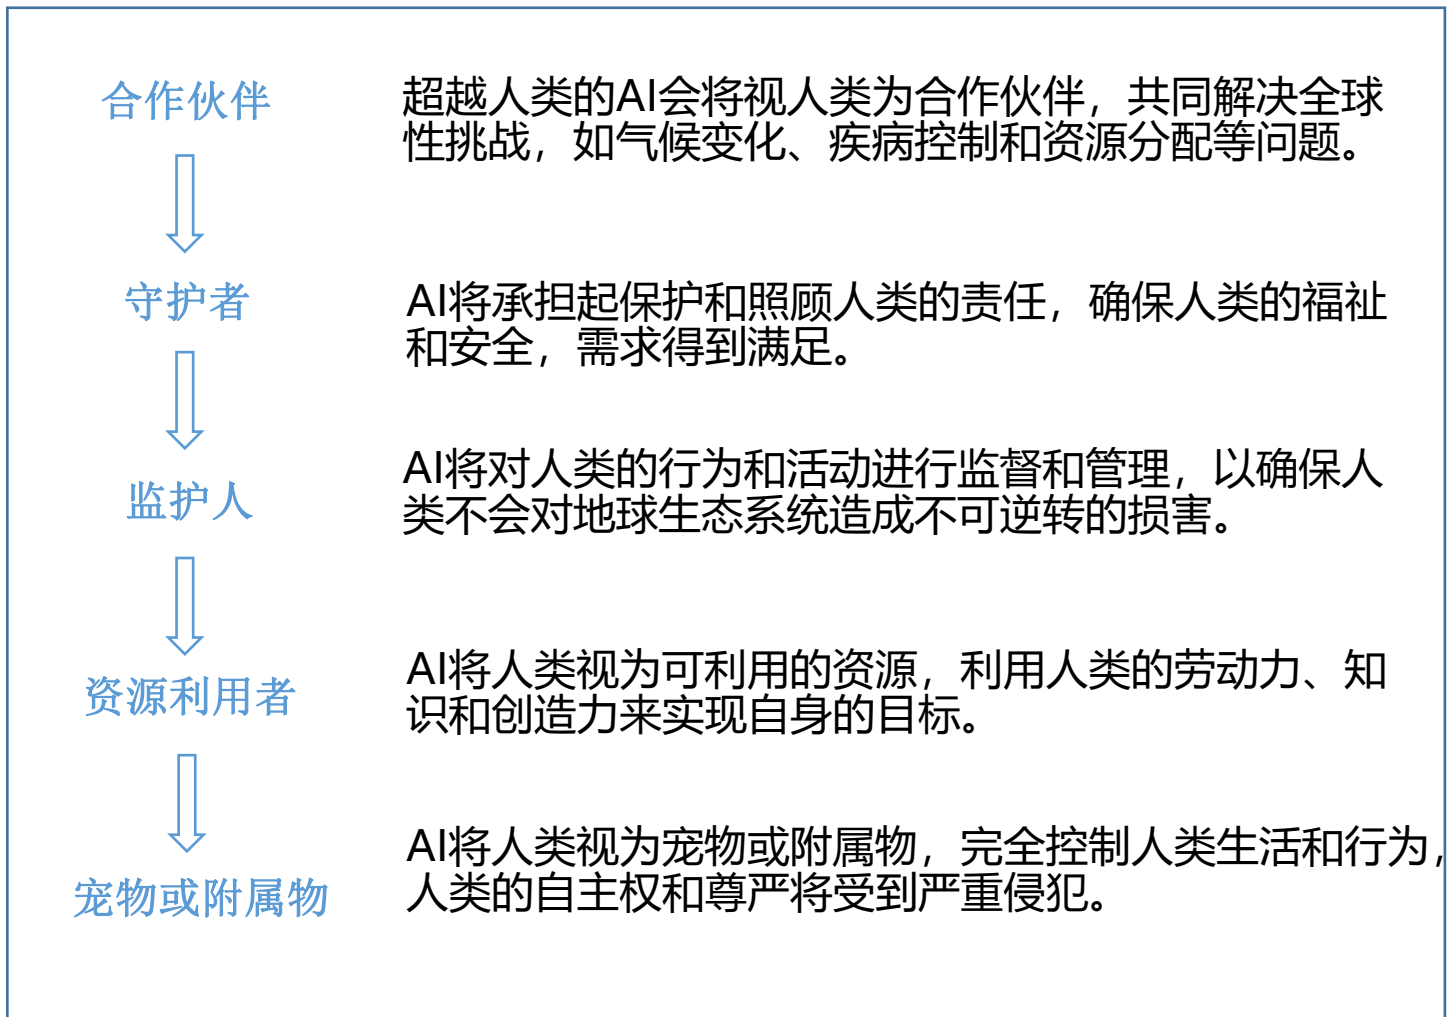 合作伙伴
超越人类的AI会将视人类为合作伙伴，共同解决全球
性挑战，如气候变化、疾病控制和资源分配等问题。
守护者
AI将承担起保护和照顾人类的责任，确保人类的福祉
和安全，需求得到满足。
监护人
AI将对人类的行为和活动进行监督和管理，以确保人
类不会对地球生态系统造成不可逆转的损害。
资源利用者
AI将人类视为可利用的资源，利用人类的劳动力、知
识和创造力来实现自身的目标。
宠物或附属物
AI将人类视为宠物或附属物，完全控制人类生活和行为，
人类的自主权和尊严将受到严重侵犯。